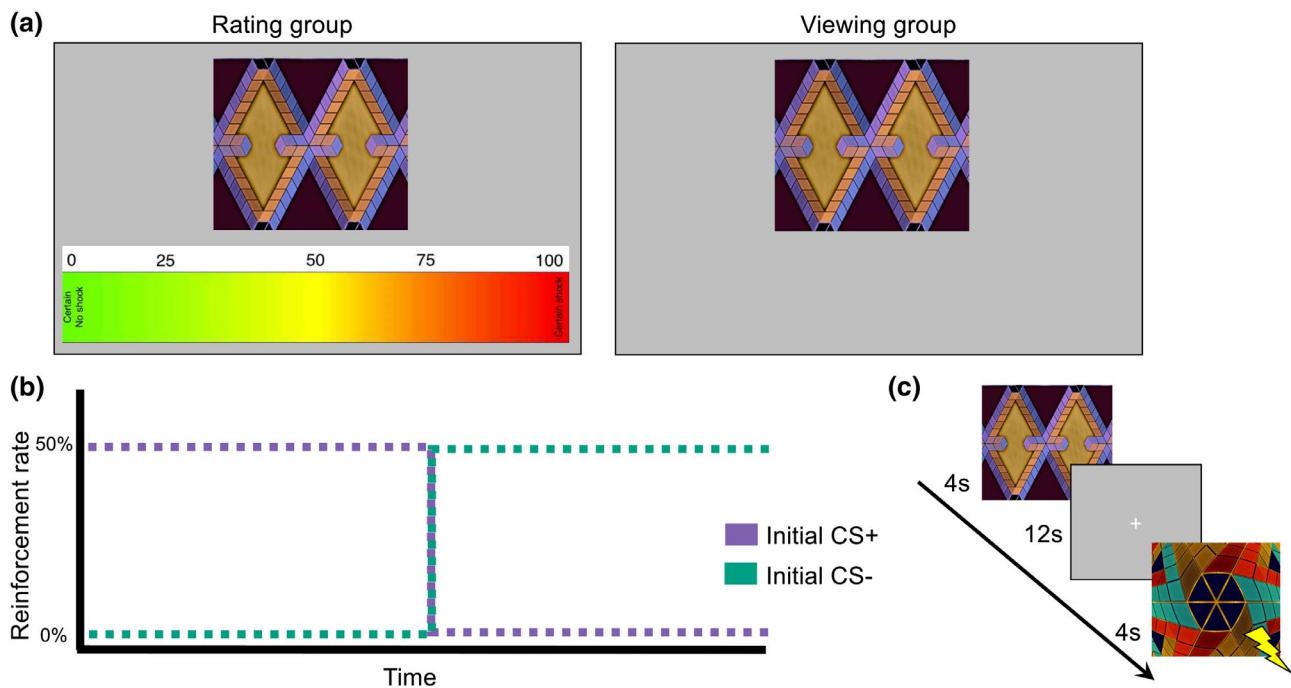 (a)
Rating group
Viewing group
0 25 50 75 100
Certain
No shock
Certain shock
(b)
(c)
50%
Reinforcement rate
0%
Time
Initial CS+
Initial CS-
4s
12s
4s